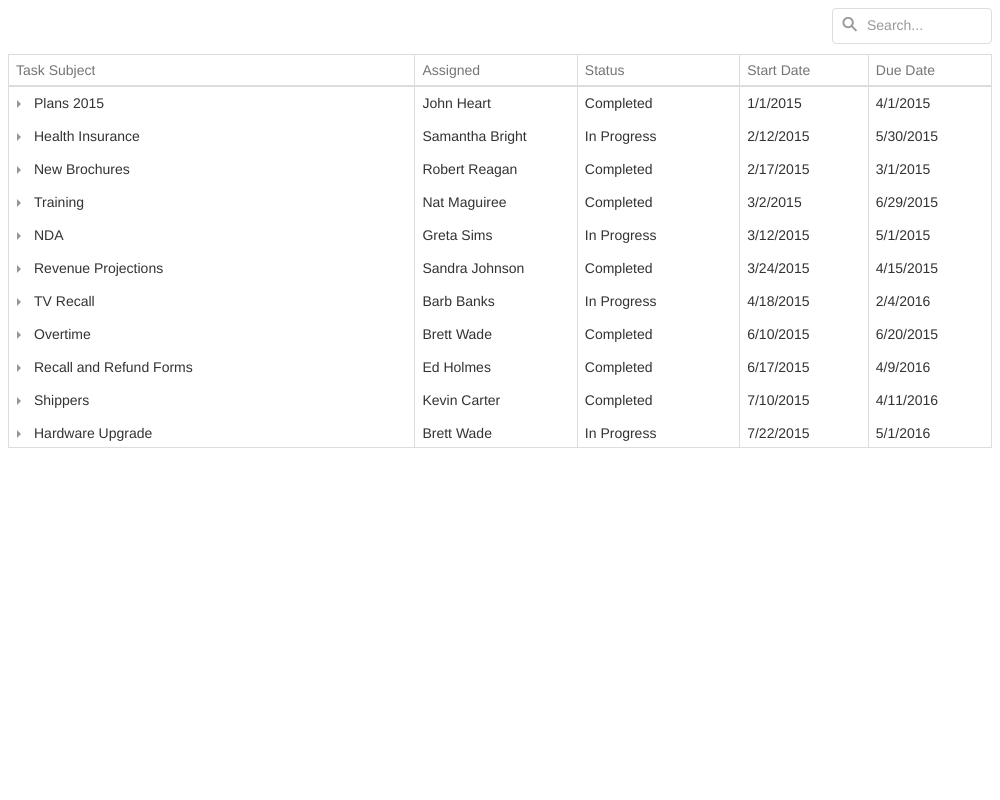 Search...
Task Subject Assigned Status Start Date Due Date
Plans 2015 John Heart Completed 1/1/2015 4/1/2015
Health Insurance Samantha Bright In Progress 2/12/2015 5/30/2015
New Brochures Robert Reagan Completed 2/17/2015 3/1/2015
Training Nat Maguiree Completed 3/2/2015 6/29/2015
NDA Greta Sims In Progress 3/12/2015 5/1/2015
Revenue Projections Sandra Johnson Completed 3/24/2015 4/15/2015
TV Recall Barb Banks In Progress 4/18/2015 2/4/2016
Overtime Brett Wade Completed 6/10/2015 6/20/2015
Recall and Refund Forms Ed Holmes Completed 6/17/2015 4/9/2016
Shippers Kevin Carter Completed 7/10/2015 4/11/2016
Hardware Upgrade Brett Wade In Progress 7/22/2015 5/1/2016